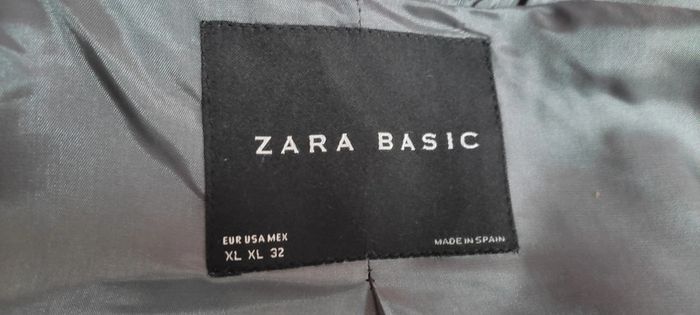 ZARA BASIC
EUR USA MEX
XL XL 32
MADE IN SPAIN